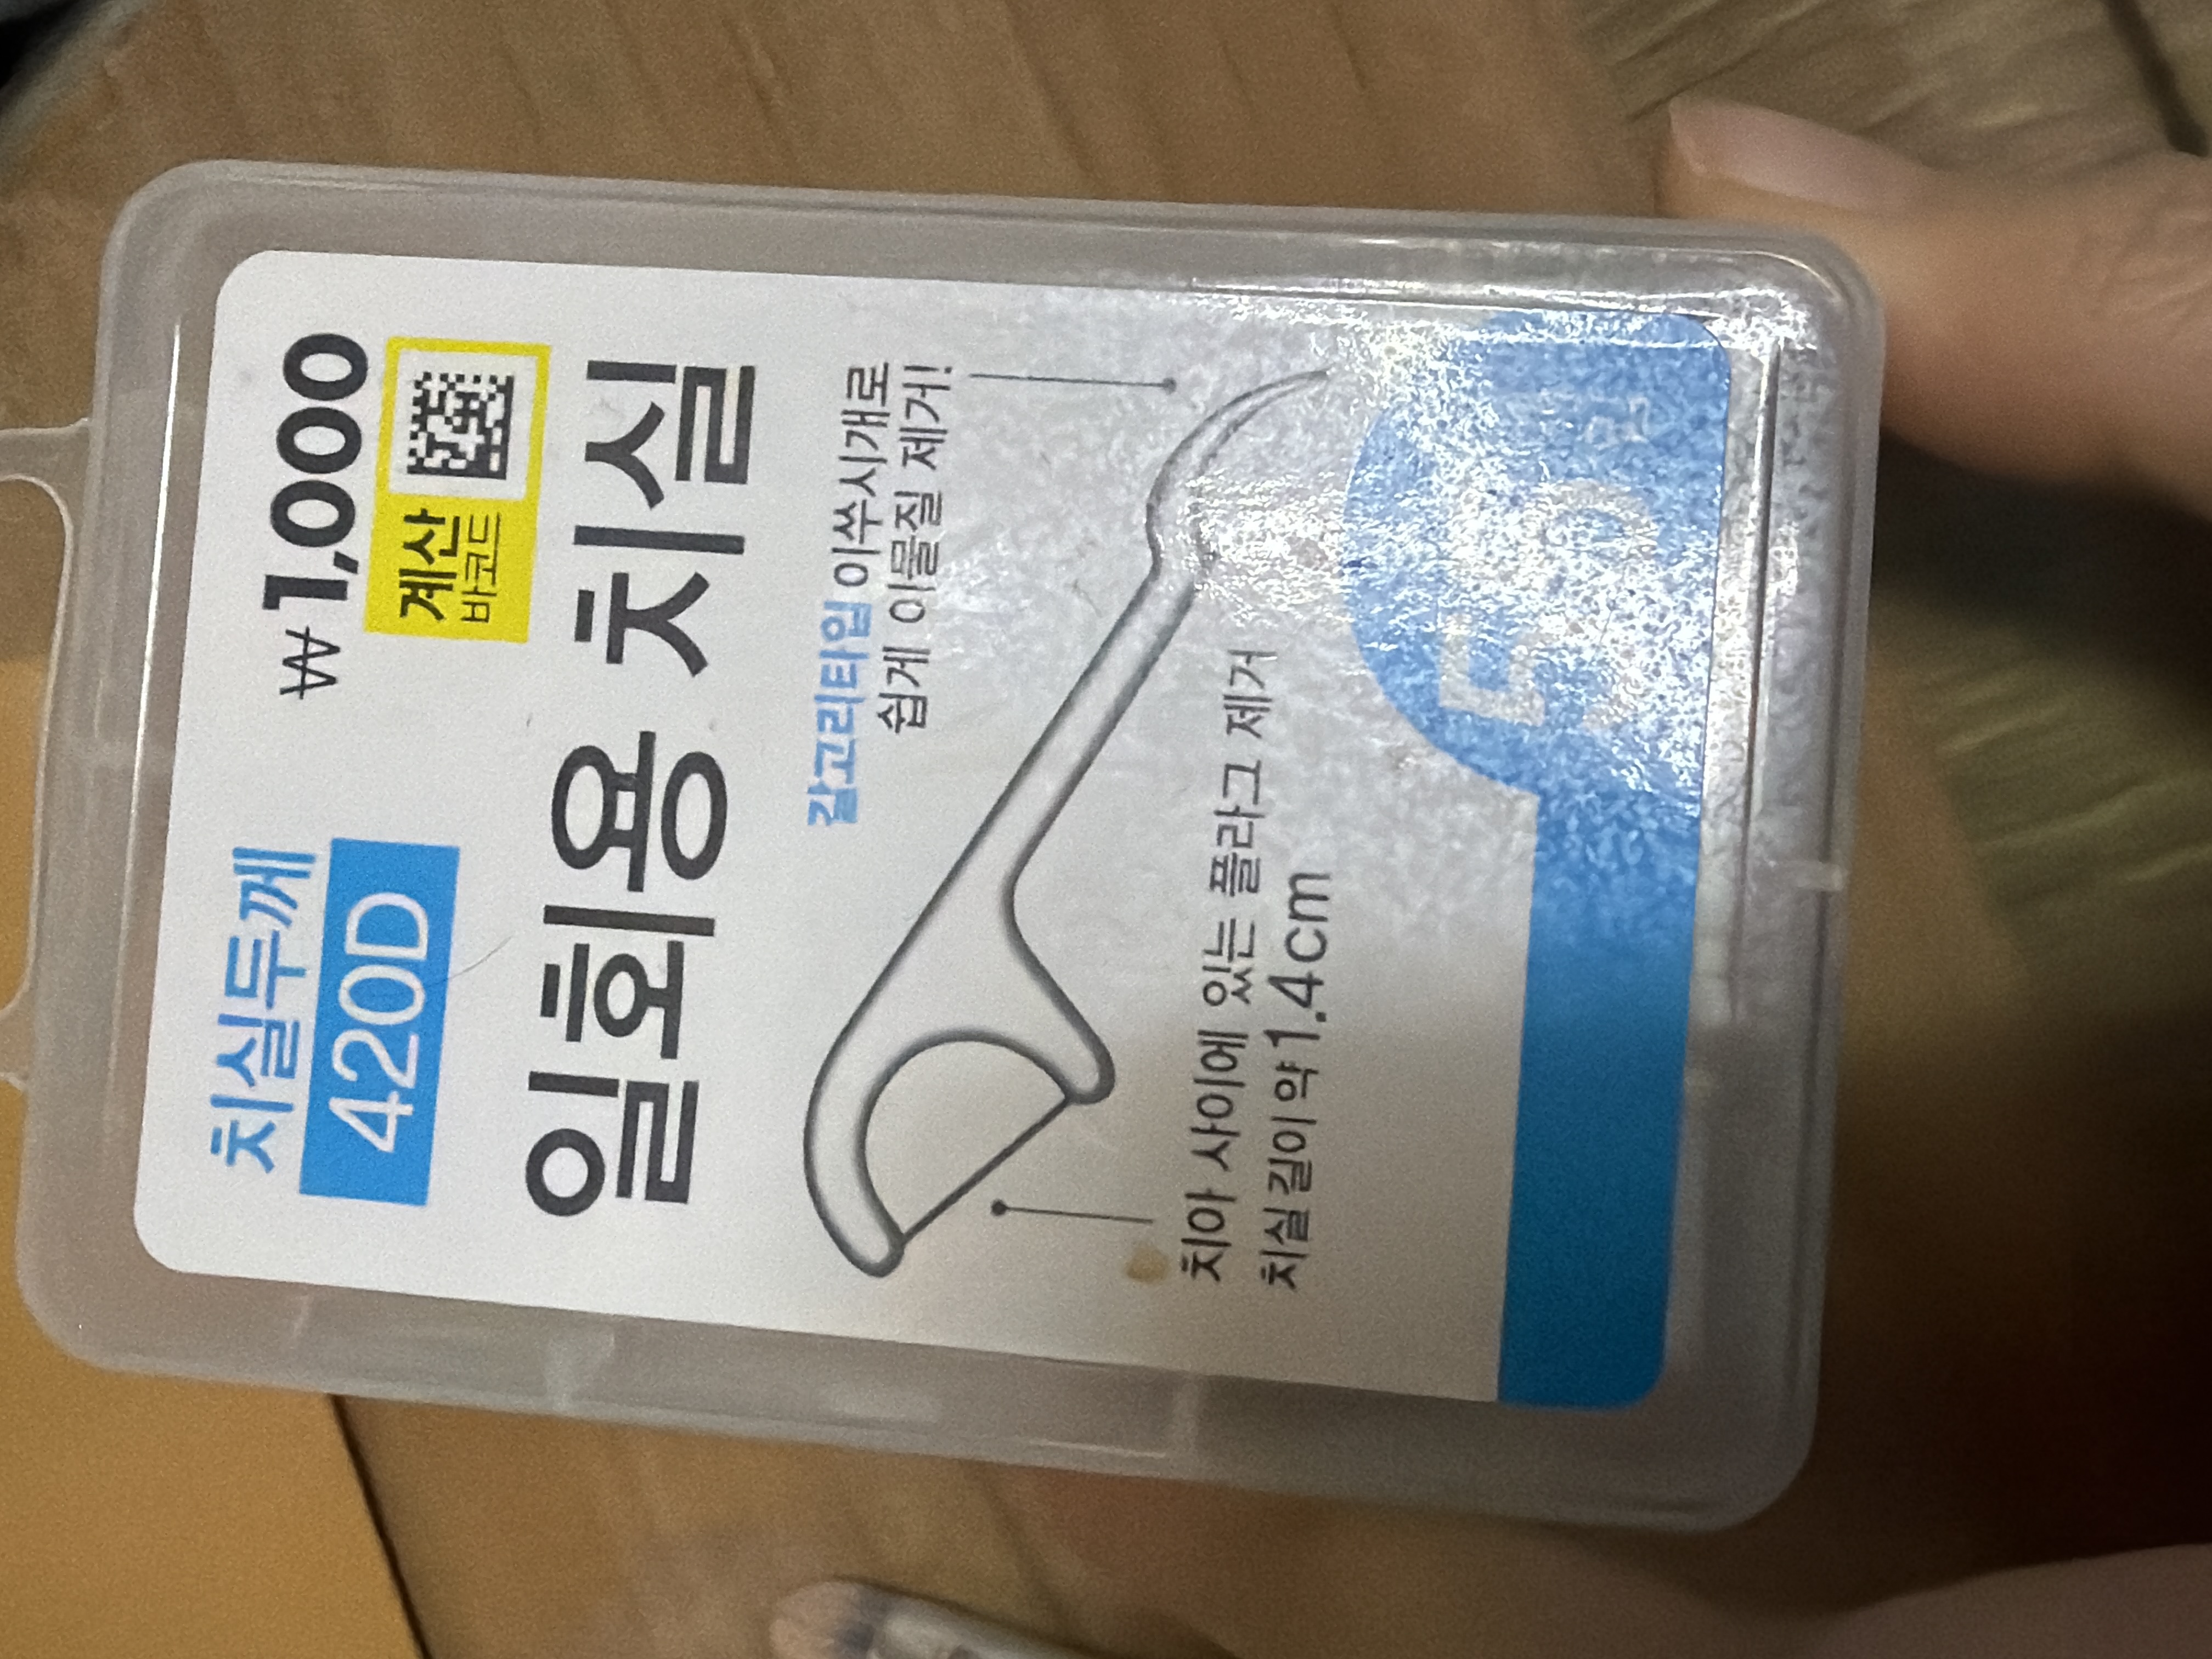 치실두께
420D
₩1,000
계산
바코드
일회용 치실
갈고리타입 이쑤시개로
쉽게 이물질 제거!
치아 사이에 있는 플라그 제거
치실 길이 약 1.4cm